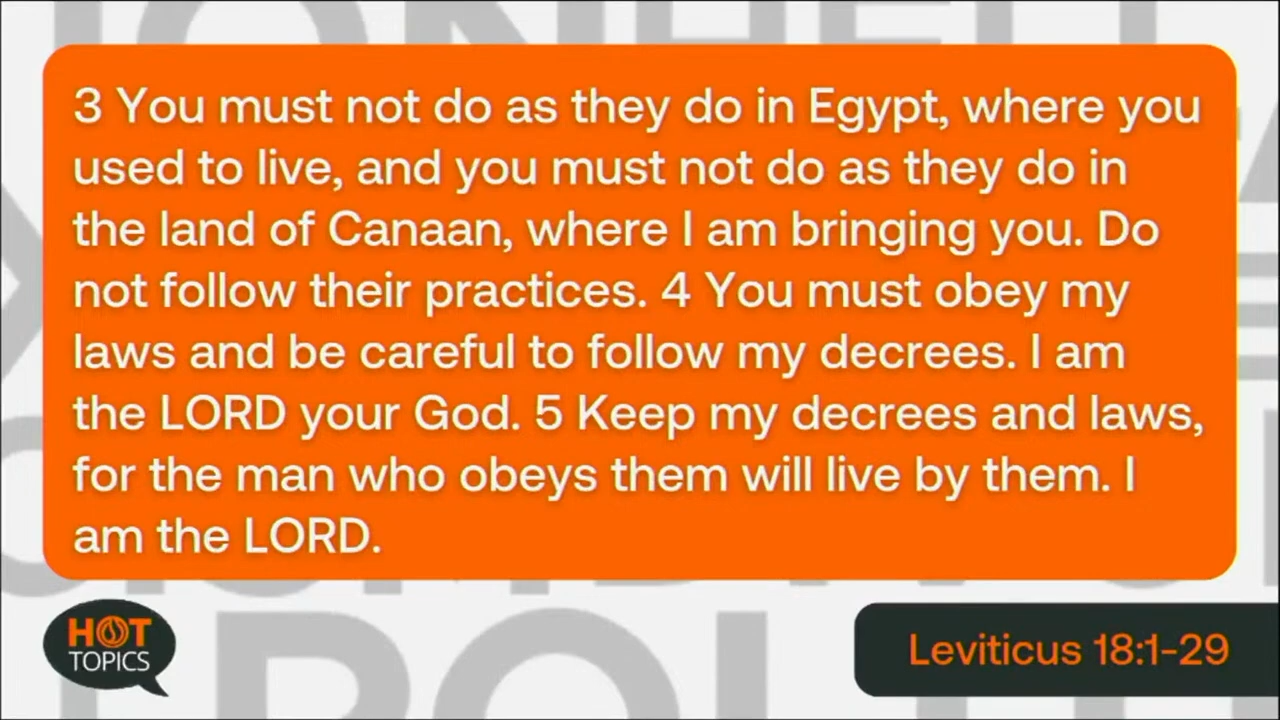 3 You must not do as they do in Egypt, where you
used to live, and you must not do as they do in
the land of Canaan, where I am bringing you. Do
not follow their practices. 4 You must obey my
laws and be careful to follow my decrees. I am
the LORD your God. 5 Keep my decrees and laws,
for the man who obeys them will live by them. I
am the LORD.
HOT
TOPICS
Leviticus 18:1-29